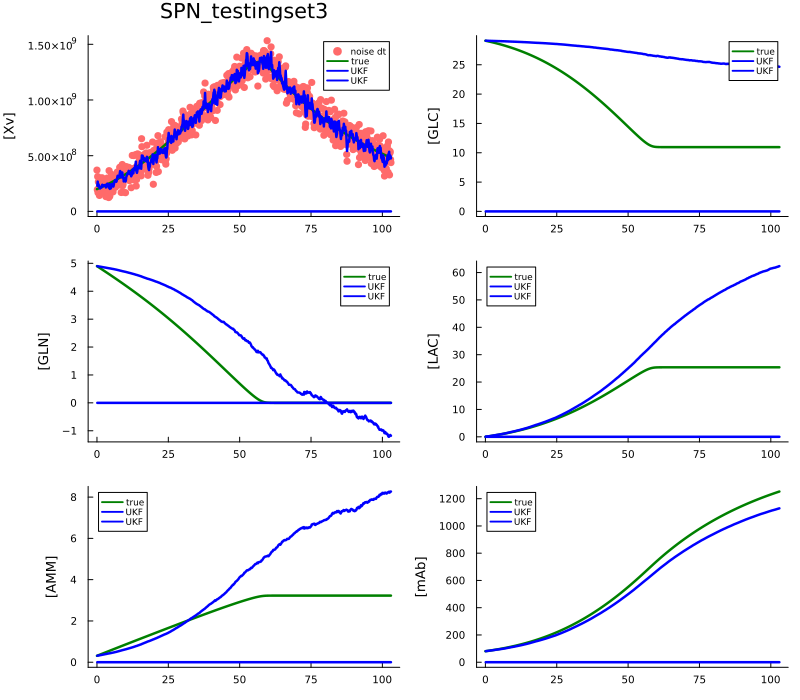 SPN_testingset3
[Xv]
1.50×10⁹
1.00×10⁹
5.00×10⁸
0
0 25 50 75 100
noise dt
true
UKF
UKF
[GLC]
25
20
15
10
5
0
0 25 50 75 100
true
UKF
UKF
[GLN]
5
4
3
2
1
0
−1
0 25 50 75 100
true
UKF
UKF
[LAC]
60
50
40
30
20
10
0
0 25 50 75 100
true
UKF
UKF
[AMM]
8
6
4
2
0
0 25 50 75 100
true
UKF
UKF
[mAb]
1200
1000
800
600
400
200
0
0 25 50 75 100
true
UKF
UKF